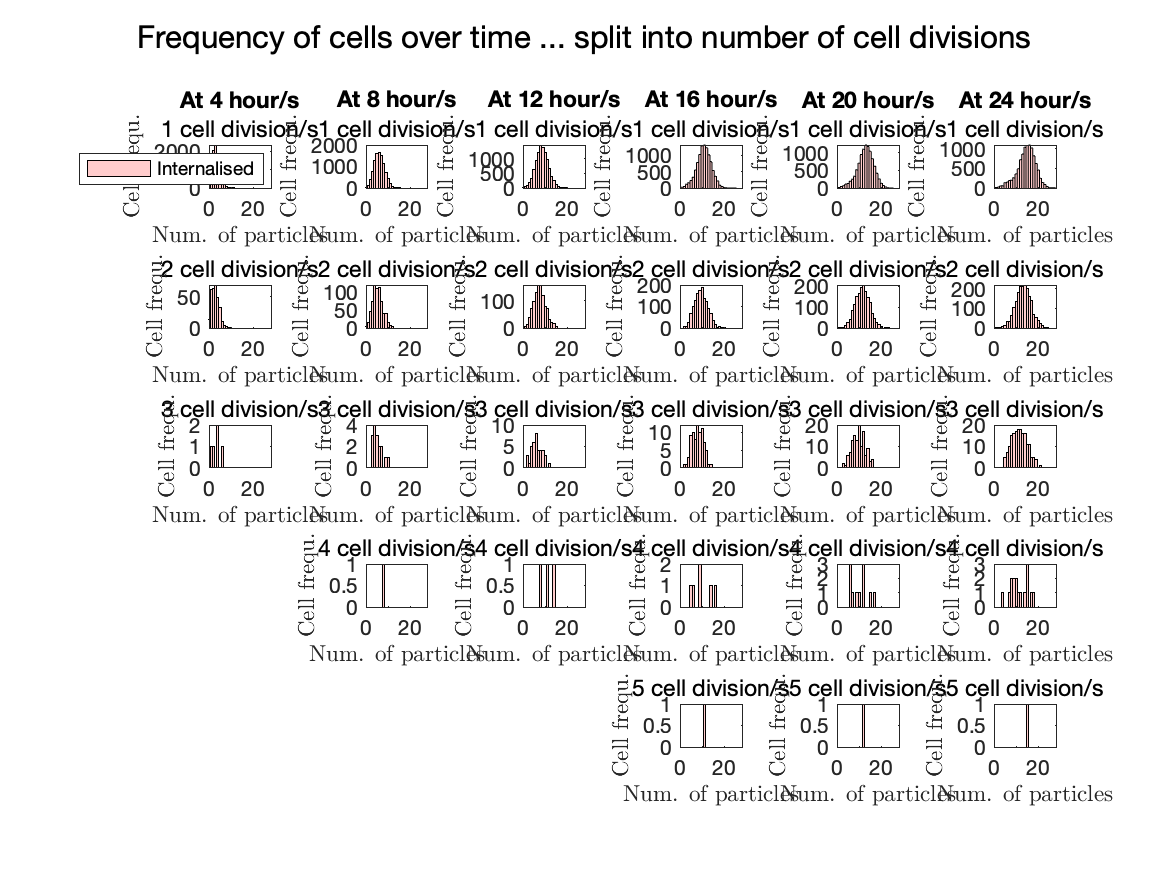 Frequency of cells over time ... split into number of cell divisions
At 4 hour/s At 8 hour/s At 12 hour/s At 16 hour/s At 20 hour/s At 24 hour/s
1 cell division/s 1 cell division/s 1 cell division/s 1 cell division/s 1 cell division/s 1 cell division/s
Cell frequ. Cell frequ. Cell frequ. Cell frequ. Cell frequ. Cell frequ.
2000 2000 1000 1000 1000 1000
Internalised
1000 500 500 500 500
0 0 0 0 0 0
0 20 0 20 0 20 0 20 0 20 0 20
Num. of particles Num. of particles Num. of particles Num. of particles Num. of particles Num. of particles
2 cell division/s 2 cell division/s 2 cell division/s 2 cell division/s 2 cell division/s 2 cell division/s
Cell frequ. Cell frequ. Cell frequ. Cell frequ. Cell frequ. Cell frequ.
50 100 100 200 200 200
50 100 100 100
0 0 0 0 0 0
0 20 0 20 0 20 0 20 0 20 0 20
Num. of particles Num. of particles Num. of particles Num. of particles Num. of particles Num. of particles
3 cell division/s 3 cell division/s 3 cell division/s 3 cell division/s 3 cell division/s 3 cell division/s
Cell frequ. Cell frequ. Cell frequ. Cell frequ. Cell frequ. Cell frequ.
2 4 10 10 20 20
1 2 5 5 10 10
0 0 0 0 0 0
0 20 0 20 0 20 0 20 0 20 0 20
Num. of particles Num. of particles Num. of particles Num. of particles Num. of particles Num. of particles
4 cell division/s 4 cell division/s 4 cell division/s 4 cell division/s 4 cell division/s
Cell frequ. Cell frequ. Cell frequ. Cell frequ. Cell frequ.
1 1 2 3 3
2 2
0.5 0.5 1 1 1
0 0 0 0 0
0 20 0 20 0 20 0 20 0 20
Num. of particles Num. of particles Num. of particles Num. of particles Num. of particles
5 cell division/s 5 cell division/s 5 cell division/s
Cell frequ. Cell frequ. Cell frequ.
1 1 1
0.5 0.5 0.5
0 0 0
0 20 0 20 0 20
Num. of particles Num. of particles Num. of particles